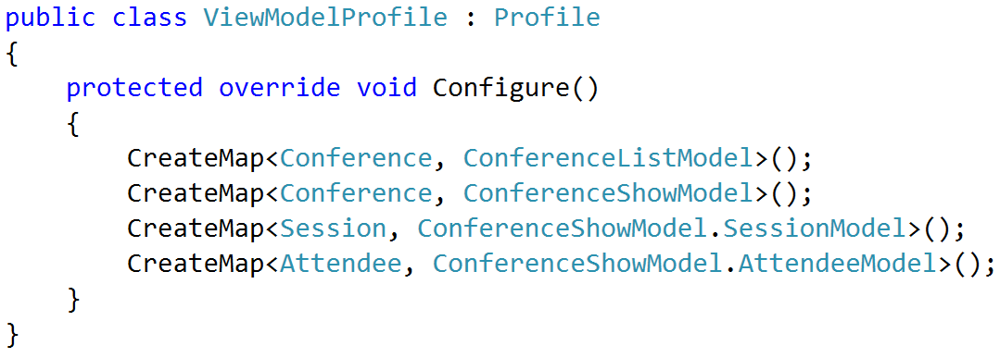 public class ViewModelProfile : Profile
{
    protected override void Configure()
    {
        CreateMap<Conference, ConferenceListModel>();
        CreateMap<Conference, ConferenceShowModel>();
        CreateMap<Session, ConferenceShowModel.SessionModel>();
        CreateMap<Attendee, ConferenceShowModel.AttendeeModel>();
    }
}